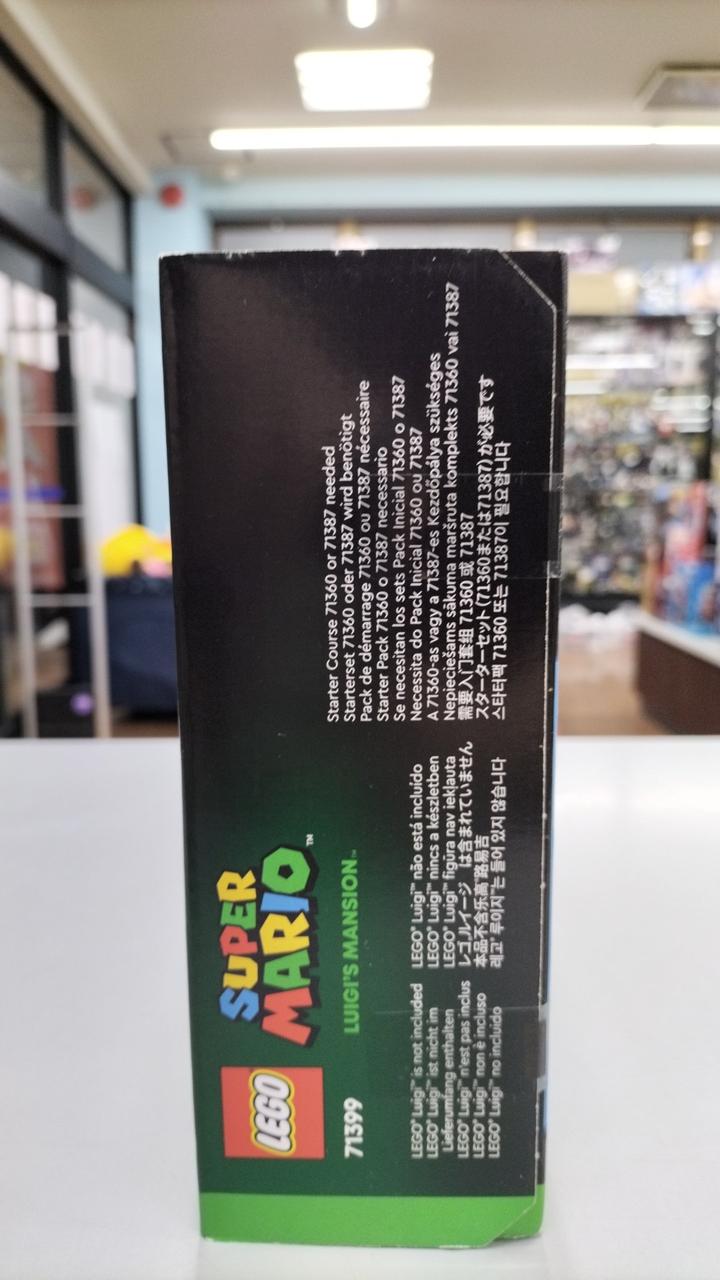 LEGO
SUPER
MARIO™
71399
LUIGI'S MANSION™
LEGO® Luigi™ is not included
LEGO® Luigi™ ist nicht im
Lieferumfang enthalten
LEGO® Luigi™ n'est pas inclus
LEGO® Luigi™ non è incluso
LEGO® Luigi™ no incluido
LEGO® Luigi™ não está incluído
LEGO® Luigi™ nincs a készletben
LEGO® Luigi™ figūra nav iekļauta
レゴルイージ は含まれていません
本品不含乐高®路易吉
레고® 루이지™는 들어 있지 않습니다
Starter Course 71360 or 71387 needed
Starterset 71360 oder 71387 wird benötigt
Pack de démarrage 71360 ou 71387 nécessaire
Starter Pack 71360 o 71387 necessario
Se necesitan los sets Pack Inicial 71360 o 71387
Necessita do Pack Inicial 71360 ou 71387
A 71360-as vagy a 71387-es Kezdőpálya szükséges
Nepieciešams sākuma maršruta komplekts 71360 vai 71387
需要入门套组 71360 或 71387
スターターセット(71360または71387)が必要です
스타터팩 71360 또는 71387이 필요합니다